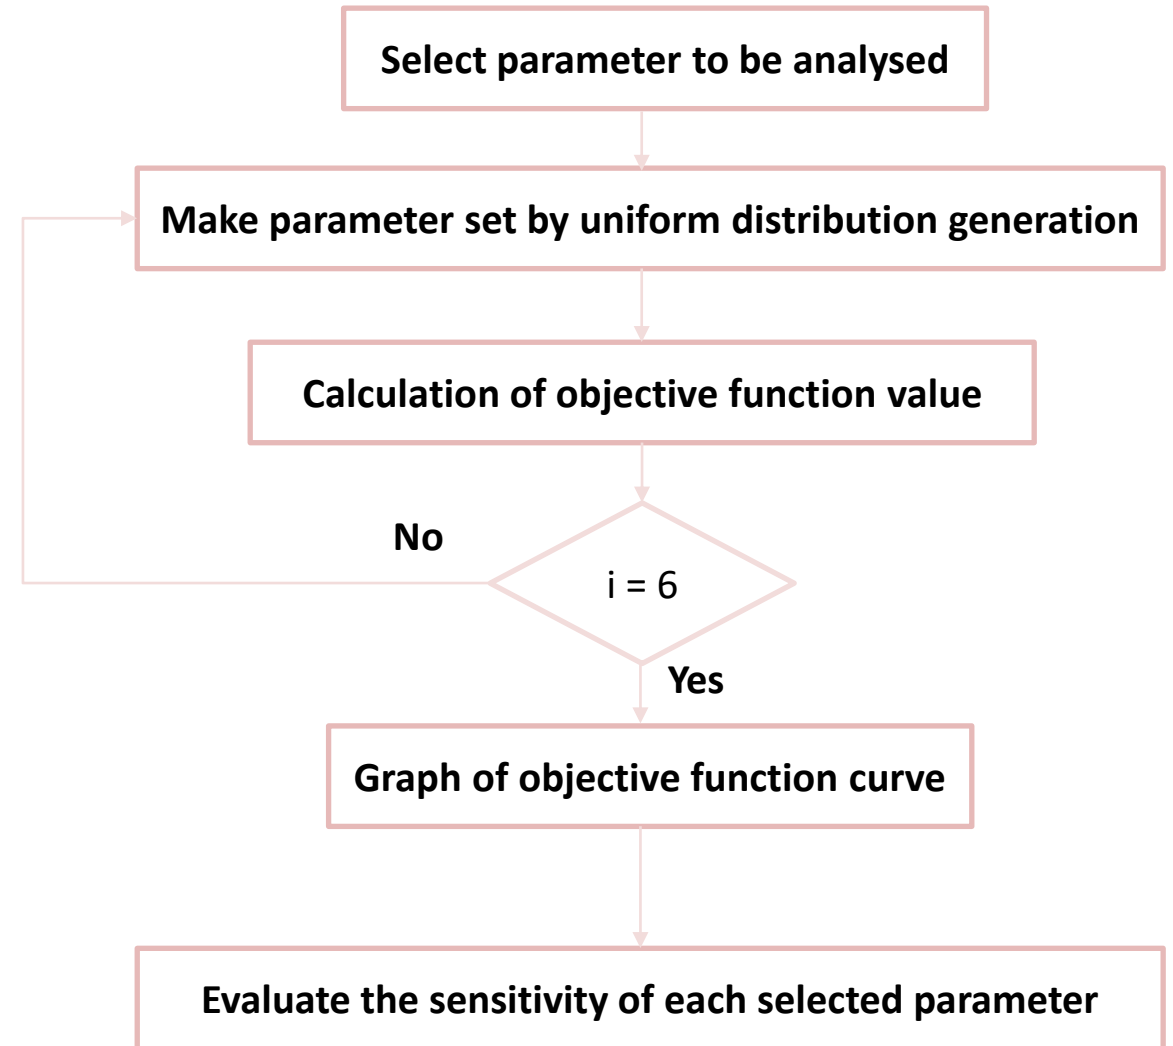 Select parameter to be analysed
Make parameter set by uniform distribution generation
Calculation of objective function value
No
i = 6
Yes
Graph of objective function curve
Evaluate the sensitivity of each selected parameter